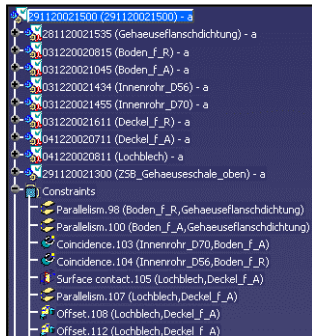 291120021500 (291120021500) - a
281120021535 (Gehaeuseflanschdichtung) - a
031220020815 (Boden_f_R) - a
031220021045 (Boden_f_A) - a
031220021434 (Innenrohr_D56) - a
031220021455 (Innenrohr_D70) - a
031220021611 (Deckel_f_R) - a
041220020711 (Deckel_f_A) - a
041220020811 (Lochblech) - a
291120021300 (ZSB_Gehaeuseschale_oben) - a
Constraints
Parallelism.98 (Boden_f_R,Gehaeuseflanschdichtung)
Parallelism.100 (Boden_f_A,Gehaeuseflanschdichtung)
Coincidence.103 (Innenrohr_D70,Boden_f_A)
Coincidence.104 (Innenrohr_D56,Boden_f_R)
Surface contact.105 (Lochblech,Deckel_f_A)
Parallelism.107 (Lochblech,Deckel_f_A)
Offset.108 (Lochblech,Deckel_f_A)
Offset.112 (Lochblech,Deckel_f_A)